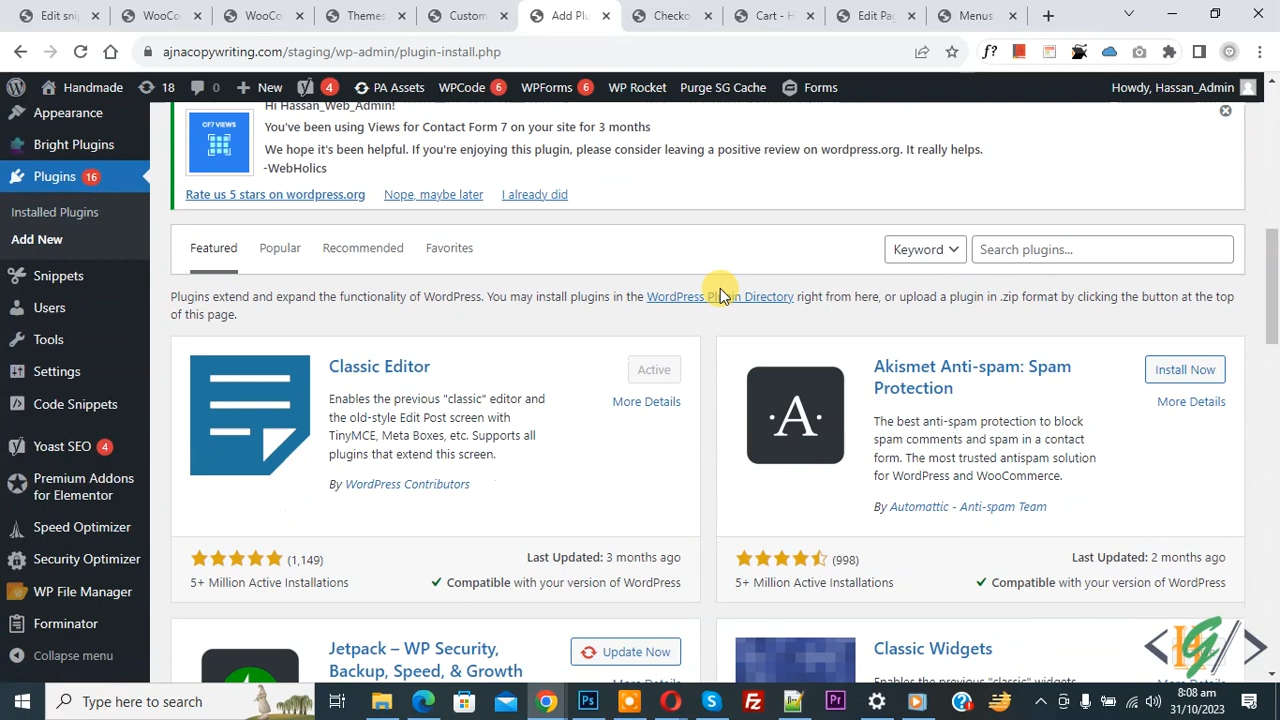 Edit sni
WooCo
WooCo
Themes
Custom
Add Plu
Checko
Cart - H
Edit Pa
Menus
ajnacopywriting.com/staging/wp-admin/plugin-install.php
f?
Handmade
18
0
New
4
PA Assets
WPCode 6
WPForms 6
WP Rocket
Purge SG Cache
Forms
Howdy, Hassan_Admin
Appearance
Bright Plugins
Plugins 16
Installed Plugins
Add New
Snippets
Users
Tools
Settings
Code Snippets
Yoast SEO 4
Premium Addons
for Elementor
Speed Optimizer
Security Optimizer
WP File Manager
Forminator
Collapse menu
CF7 VIEWS
Hi Hassan_Web_Admin!
You've been using Views for Contact Form 7 on your site for 3 months
We hope it's been helpful. If you're enjoying this plugin, please consider leaving a positive review on wordpress.org. It really helps.
-WebHolics
Rate us 5 stars on wordpress.org
Nope, maybe later
I already did
Featured
Popular
Recommended
Favorites
Keyword
Search plugins...
Plugins extend and expand the functionality of WordPress. You may install plugins in the WordPress Plugin Directory right from here, or upload a plugin in .zip format by clicking the button at the top
of this page.
Classic Editor
Active
More Details
Enables the previous "classic" editor and
the old-style Edit Post screen with
TinyMCE, Meta Boxes, etc. Supports all
plugins that extend this screen.
By WordPress Contributors
(1,149)
5+ Million Active Installations
Last Updated: 3 months ago
Compatible with your version of WordPress
·A·
Akismet Anti-spam: Spam
Protection
Install Now
More Details
The best anti-spam protection to block
spam comments and spam in a contact
form. The most trusted antispam solution
for WordPress and WooCommerce.
By Automattic - Anti-spam Team
(998)
5+ Million Active Installations
Last Updated: 2 months ago
Compatible with your version of WordPress
Jetpack – WP Security,
Backup, Speed, & Growth
Update Now
More Details
Classic Widgets
Type here to search
8:08 am
31/10/2023